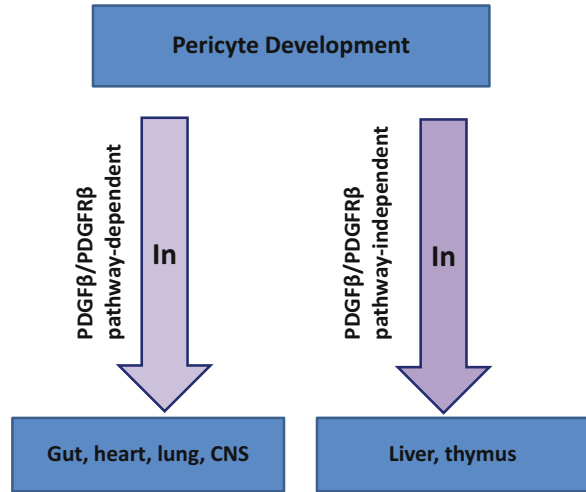 Pericyte Development
PDGFβ/PDGFRβ
pathway-dependent
In
PDGFβ/PDGFRβ
pathway-independent
In
Gut, heart, lung, CNS
Liver, thymus